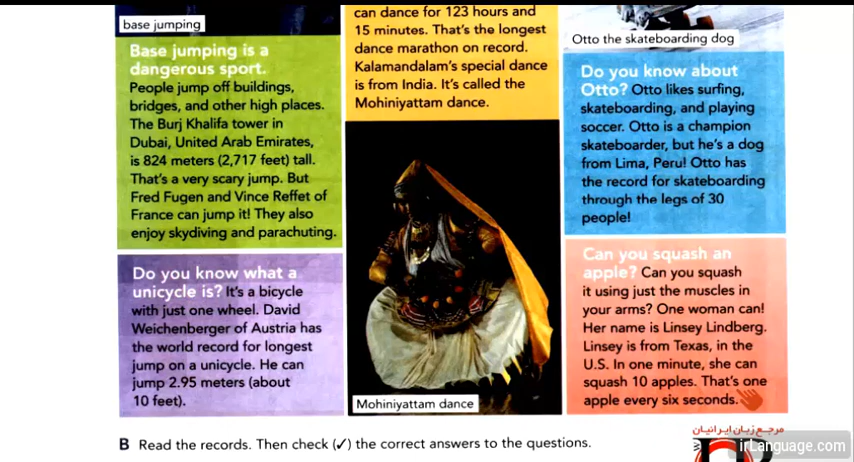 base jumping
Base jumping is a
dangerous sport.
People jump off buildings,
bridges, and other high places.
The Burj Khalifa tower in
Dubai, United Arab Emirates,
is 824 meters (2,717 feet) tall.
That's a very scary jump. But
Fred Fugen and Vince Reffet of
France can jump it! They also
enjoy skydiving and parachuting.
Do you know what a
unicycle is? It's a bicycle
with just one wheel. David
Weichenberger of Austria has
the world record for longest
jump on a unicycle. He can
jump 2.95 meters (about
10 feet).
can dance for 123 hours and
15 minutes. That's the longest
dance marathon on record.
Kalamandalam's special dance
is from India. It's called the
Mohiniyattam dance.
Mohiniyattam dance
Otto the skateboarding dog
Do you know about
Otto? Otto likes surfing,
skateboarding, and playing
soccer. Otto is a champion
skateboarder, but he's a dog
from Lima, Peru! Otto has
the record for skateboarding
through the legs of 30
people!
Can you squash an
apple? Can you squash
it using just the muscles in
your arms? One woman can!
Her name is Linsey Lindberg.
Linsey is from Texas, in the
U.S. In one minute, she can
squash 10 apples. That's one
apple every six seconds.
B Read the records. Then check (✓) the correct answers to the questions.
مرجع زبان ایرانیان
irLanguage.com